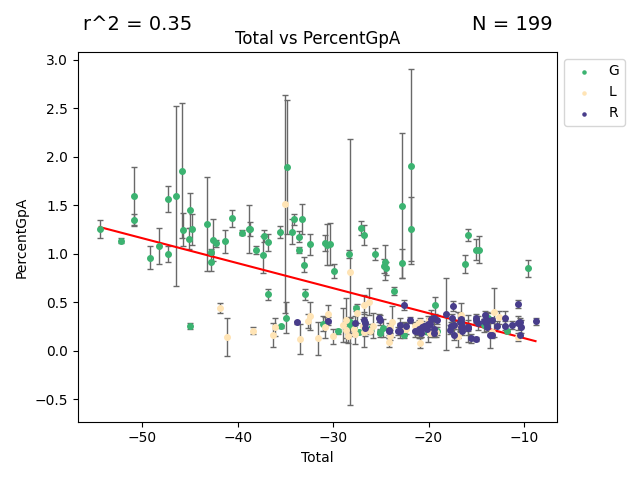 r^2 = 0.35 N = 199
Total vs PercentGpA
3.0
2.5
2.0
1.5
1.0
0.5
0.0
−0.5
PercentGpA
−50 −40 −30 −20 −10
Total
G
L
R